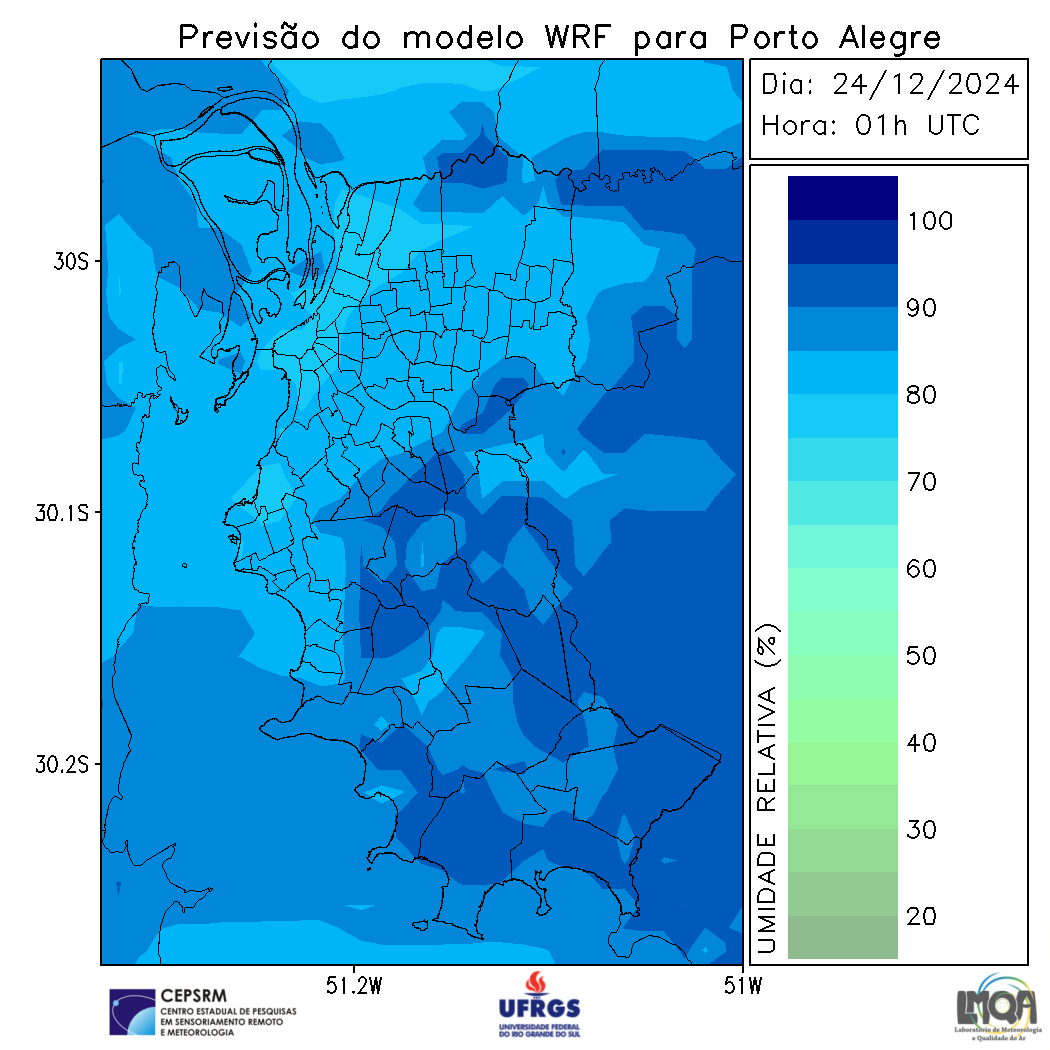 Previsão do modelo WRF para Porto Alegre
Dia: 24/12/2024
Hora: 01h UTC
100
90
80
70
60
50
40
30
20
UMIDADE RELATIVA (%)
30S
30.1S
30.2S
51.2W
51W
CEPSRM
CENTRO ESTADUAL DE PESQUISAS
EM SENSORIAMENTO REMOTO
E METEOROLOGIA
UFRGS
UNIVERSIDADE FEDERAL
DO RIO GRANDE DO SUL
LMQA
Laboratório de Meteorologia
e Qualidade do Ar